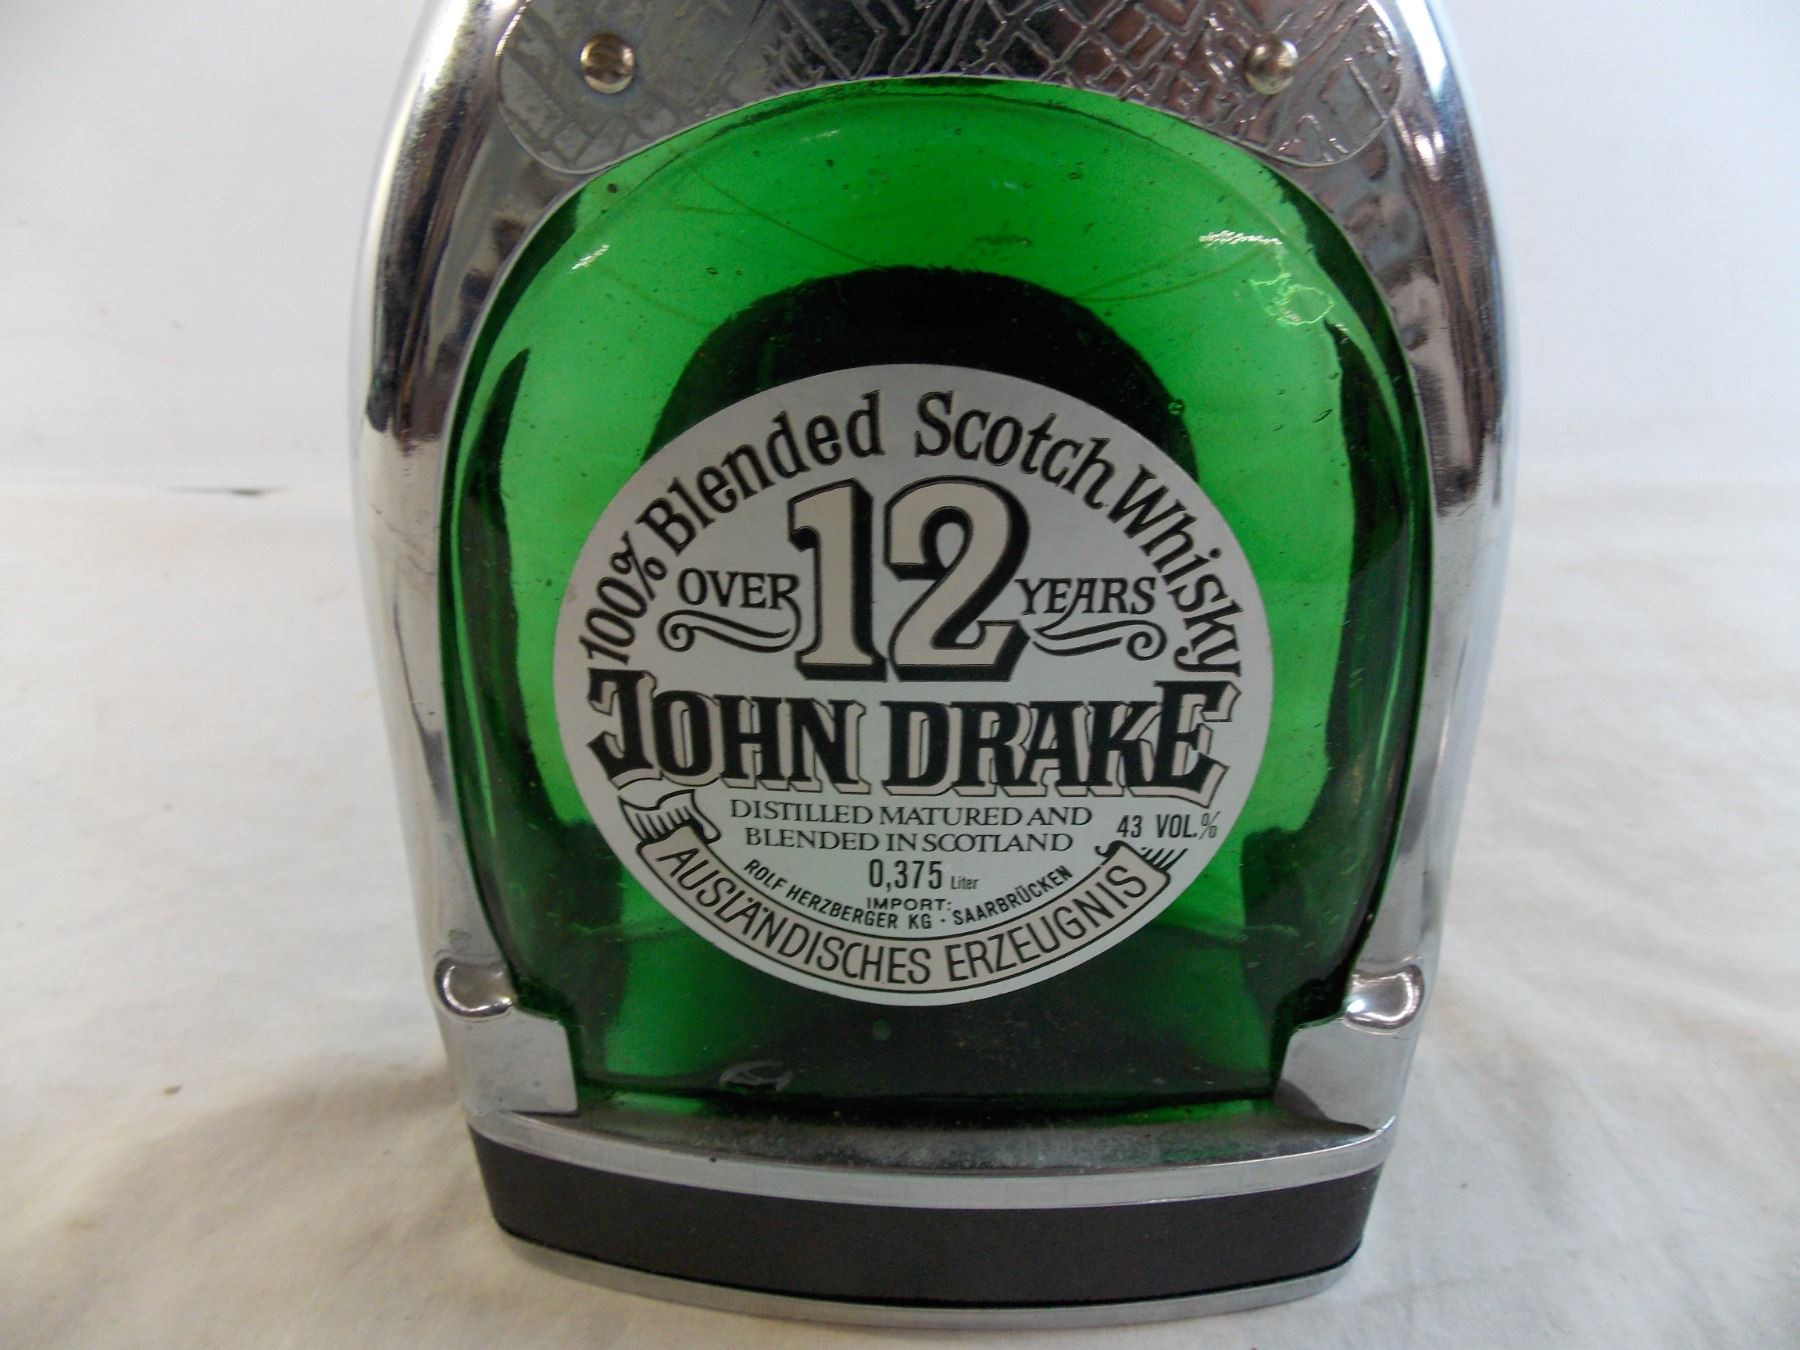 100% Blended Scotch Whisky
OVER 12 YEARS
JOHN DRAKE
DISTILLED MATURED AND
BLENDED IN SCOTLAND
43 VOL.%
0,375 Liter
IMPORT:
ROLF HERZBERGER KG - SAARBRÜCKEN
AUSLÄNDISCHES ERZEUGNIS